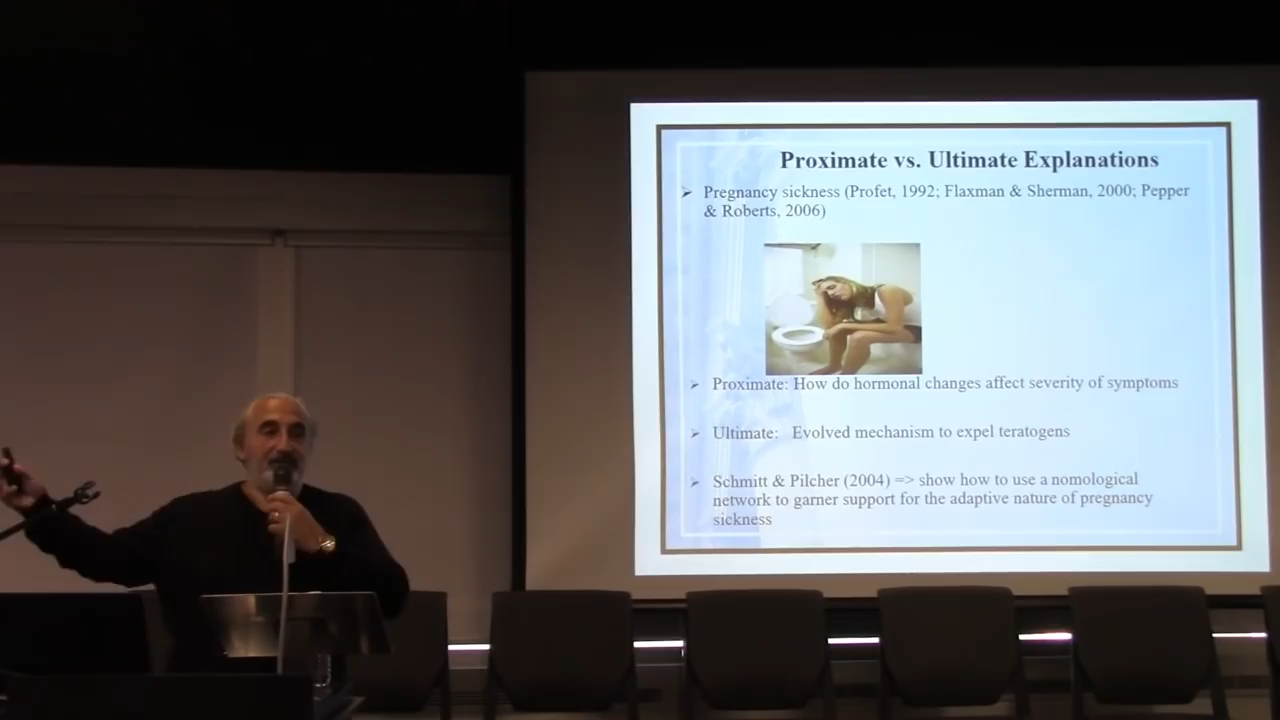 Proximate vs. Ultimate Explanations
Pregnancy sickness (Profet, 1992; Flaxman & Sherman, 2000; Pepper
& Roberts, 2006)
Proximate: How do hormonal changes affect severity of symptoms
Ultimate: Evolved mechanism to expel teratogens
Schmitt & Pilcher (2004) => show how to use a nomological
network to garner support for the adaptive nature of pregnancy
sickness